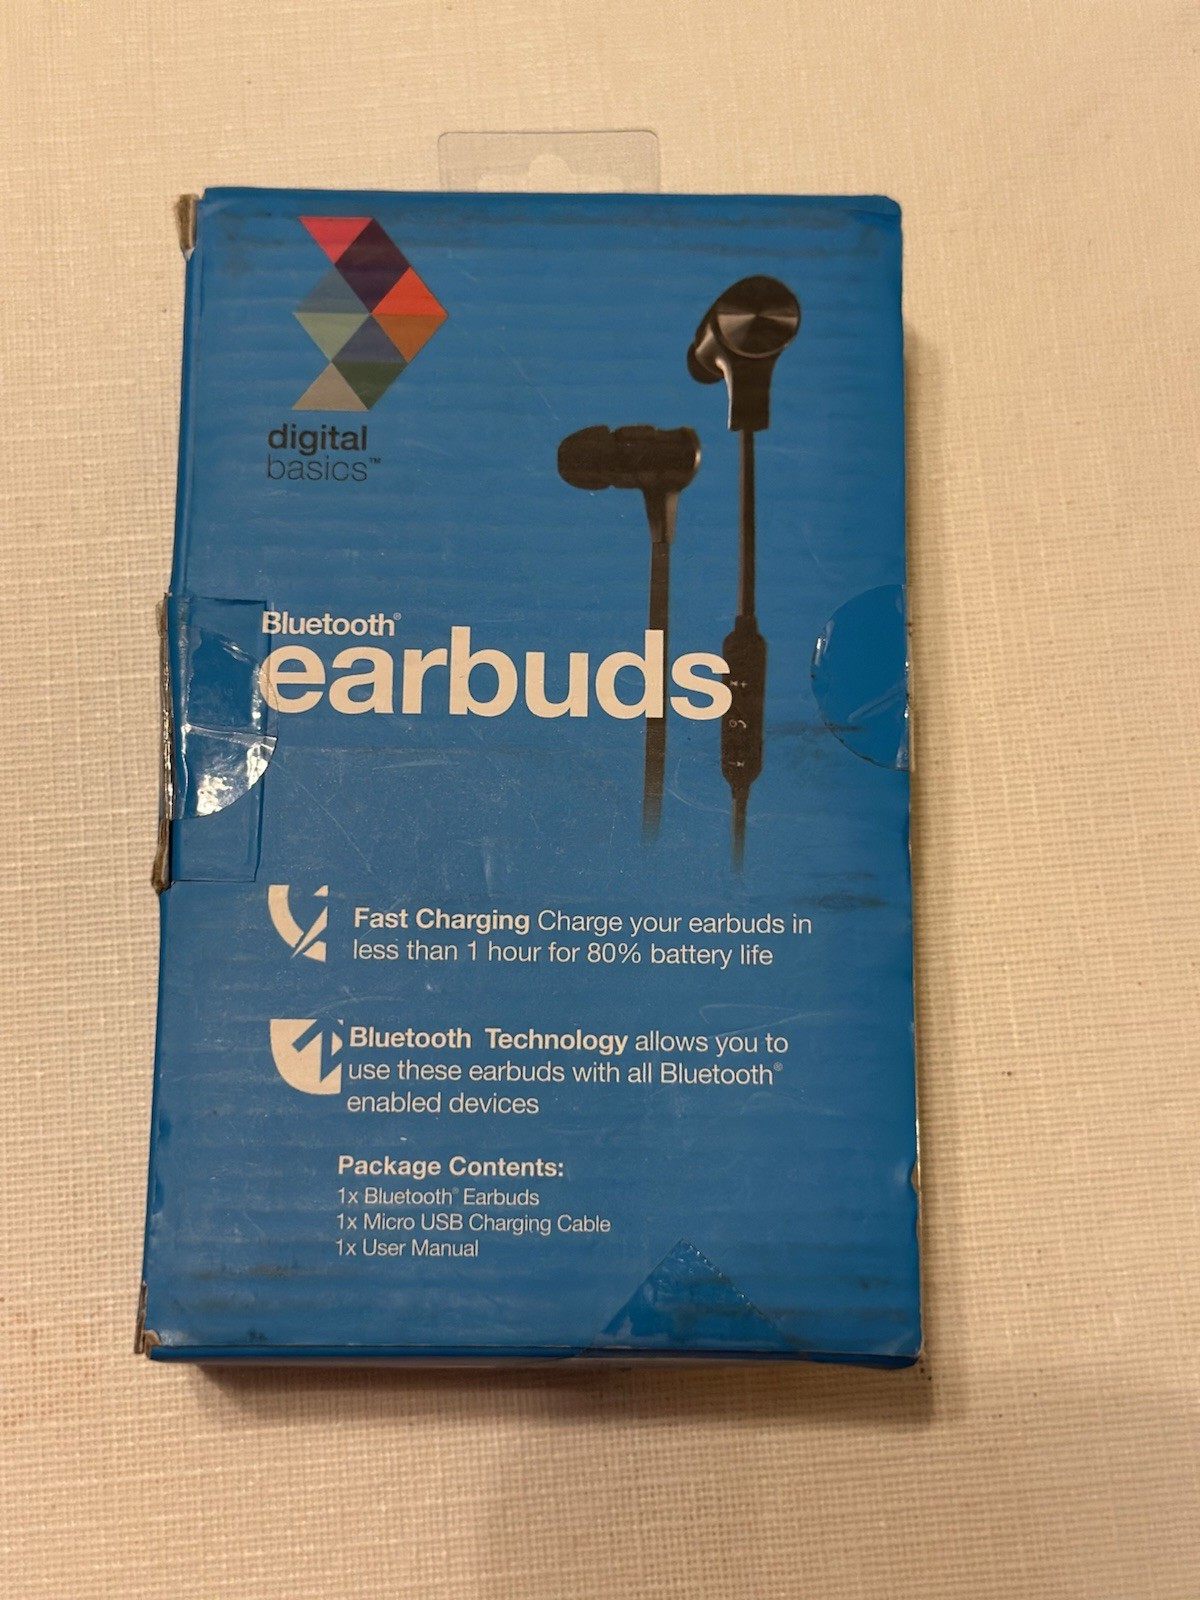 digital
basics™
Bluetooth®
earbuds
Fast Charging Charge your earbuds in
less than 1 hour for 80% battery life
Bluetooth Technology allows you to
use these earbuds with all Bluetooth®
enabled devices
Package Contents:
1x Bluetooth® Earbuds
1x Micro USB Charging Cable
1x User Manual